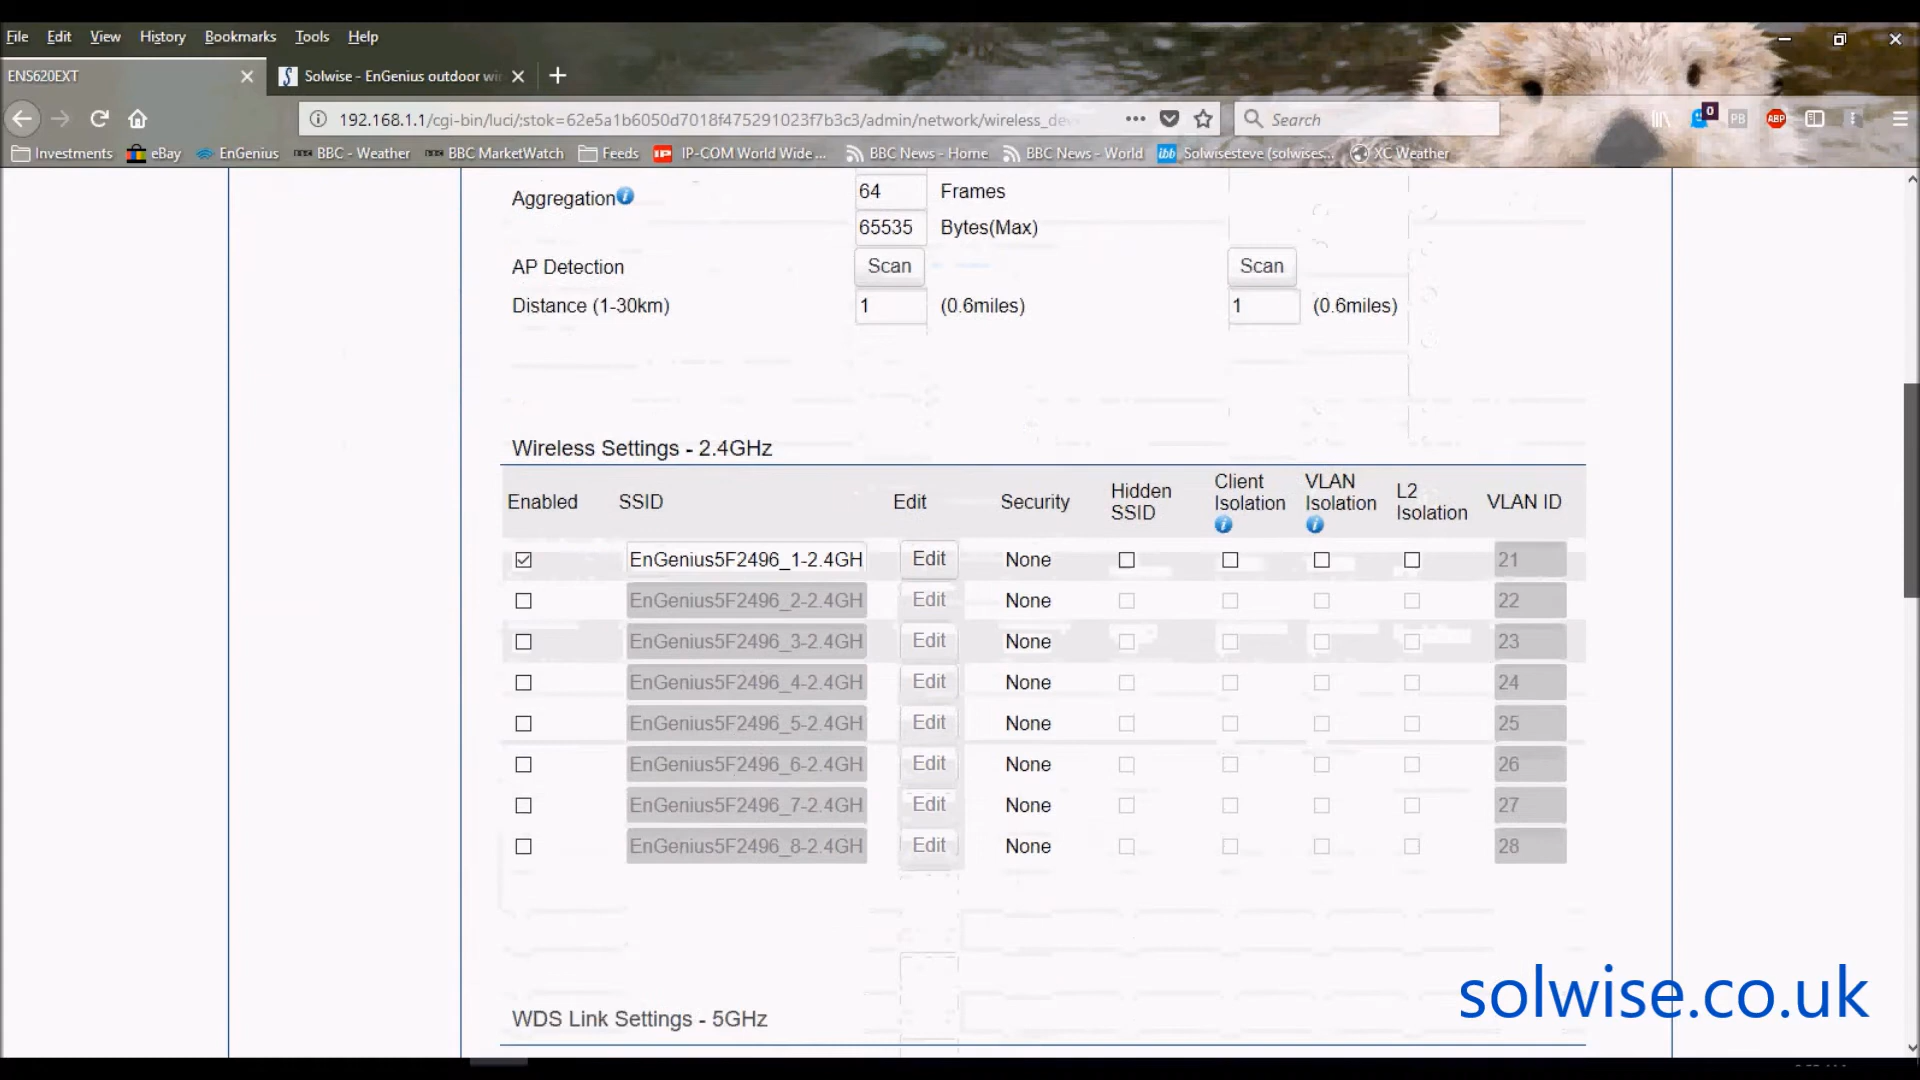 File Edit View History Bookmarks Tools Help
ENS620EXT
Solwise - EnGenius outdoor wir
192.168.1.1/cgi-bin/luci/;stok=62e5a1b6050d7018f475291023f7b3c3/admin/network/wireless_de
Search
0
PB
ABP
Investments eBay EnGenius BBC - Weather BBC MarketWatch Feeds IP-COM World Wide ... BBC News - Home BBC News - World ibb Solwisesteve (solwises... XC Weather
Aggregation 64 Frames
65535 Bytes(Max)
AP Detection Scan Scan
Distance (1-30km) 1 (0.6miles) 1 (0.6miles)
Wireless Settings - 2.4GHz
Enabled SSID Edit Security Hidden SSID Client Isolation VLAN Isolation L2 Isolation VLAN ID
EnGenius5F2496_1-2.4GH Edit None 21
EnGenius5F2496_2-2.4GH Edit None 22
EnGenius5F2496_3-2.4GH Edit None 23
EnGenius5F2496_4-2.4GH Edit None 24
EnGenius5F2496_5-2.4GH Edit None 25
EnGenius5F2496_6-2.4GH Edit None 26
EnGenius5F2496_7-2.4GH Edit None 27
EnGenius5F2496_8-2.4GH Edit None 28
WDS Link Settings - 5GHz
solwise.co.uk